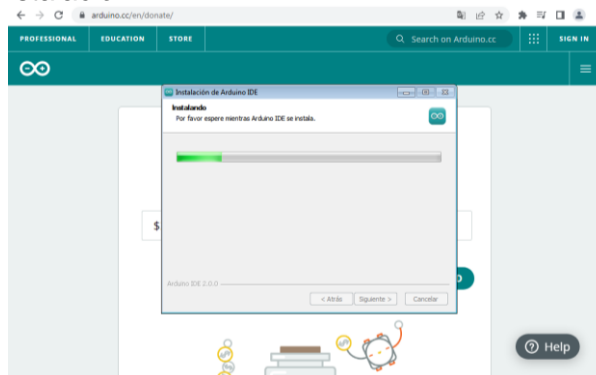 arduino.cc/en/donate/
PROFESSIONAL EDUCATION STORE Search on Arduino.cc SIGN IN
Instalación de Arduino IDE
Instalando
Por favor espere mientras Arduino IDE se instala.
$
Arduino IDE 2.0.0
< Atrás Siguiente > Cancelar
Help